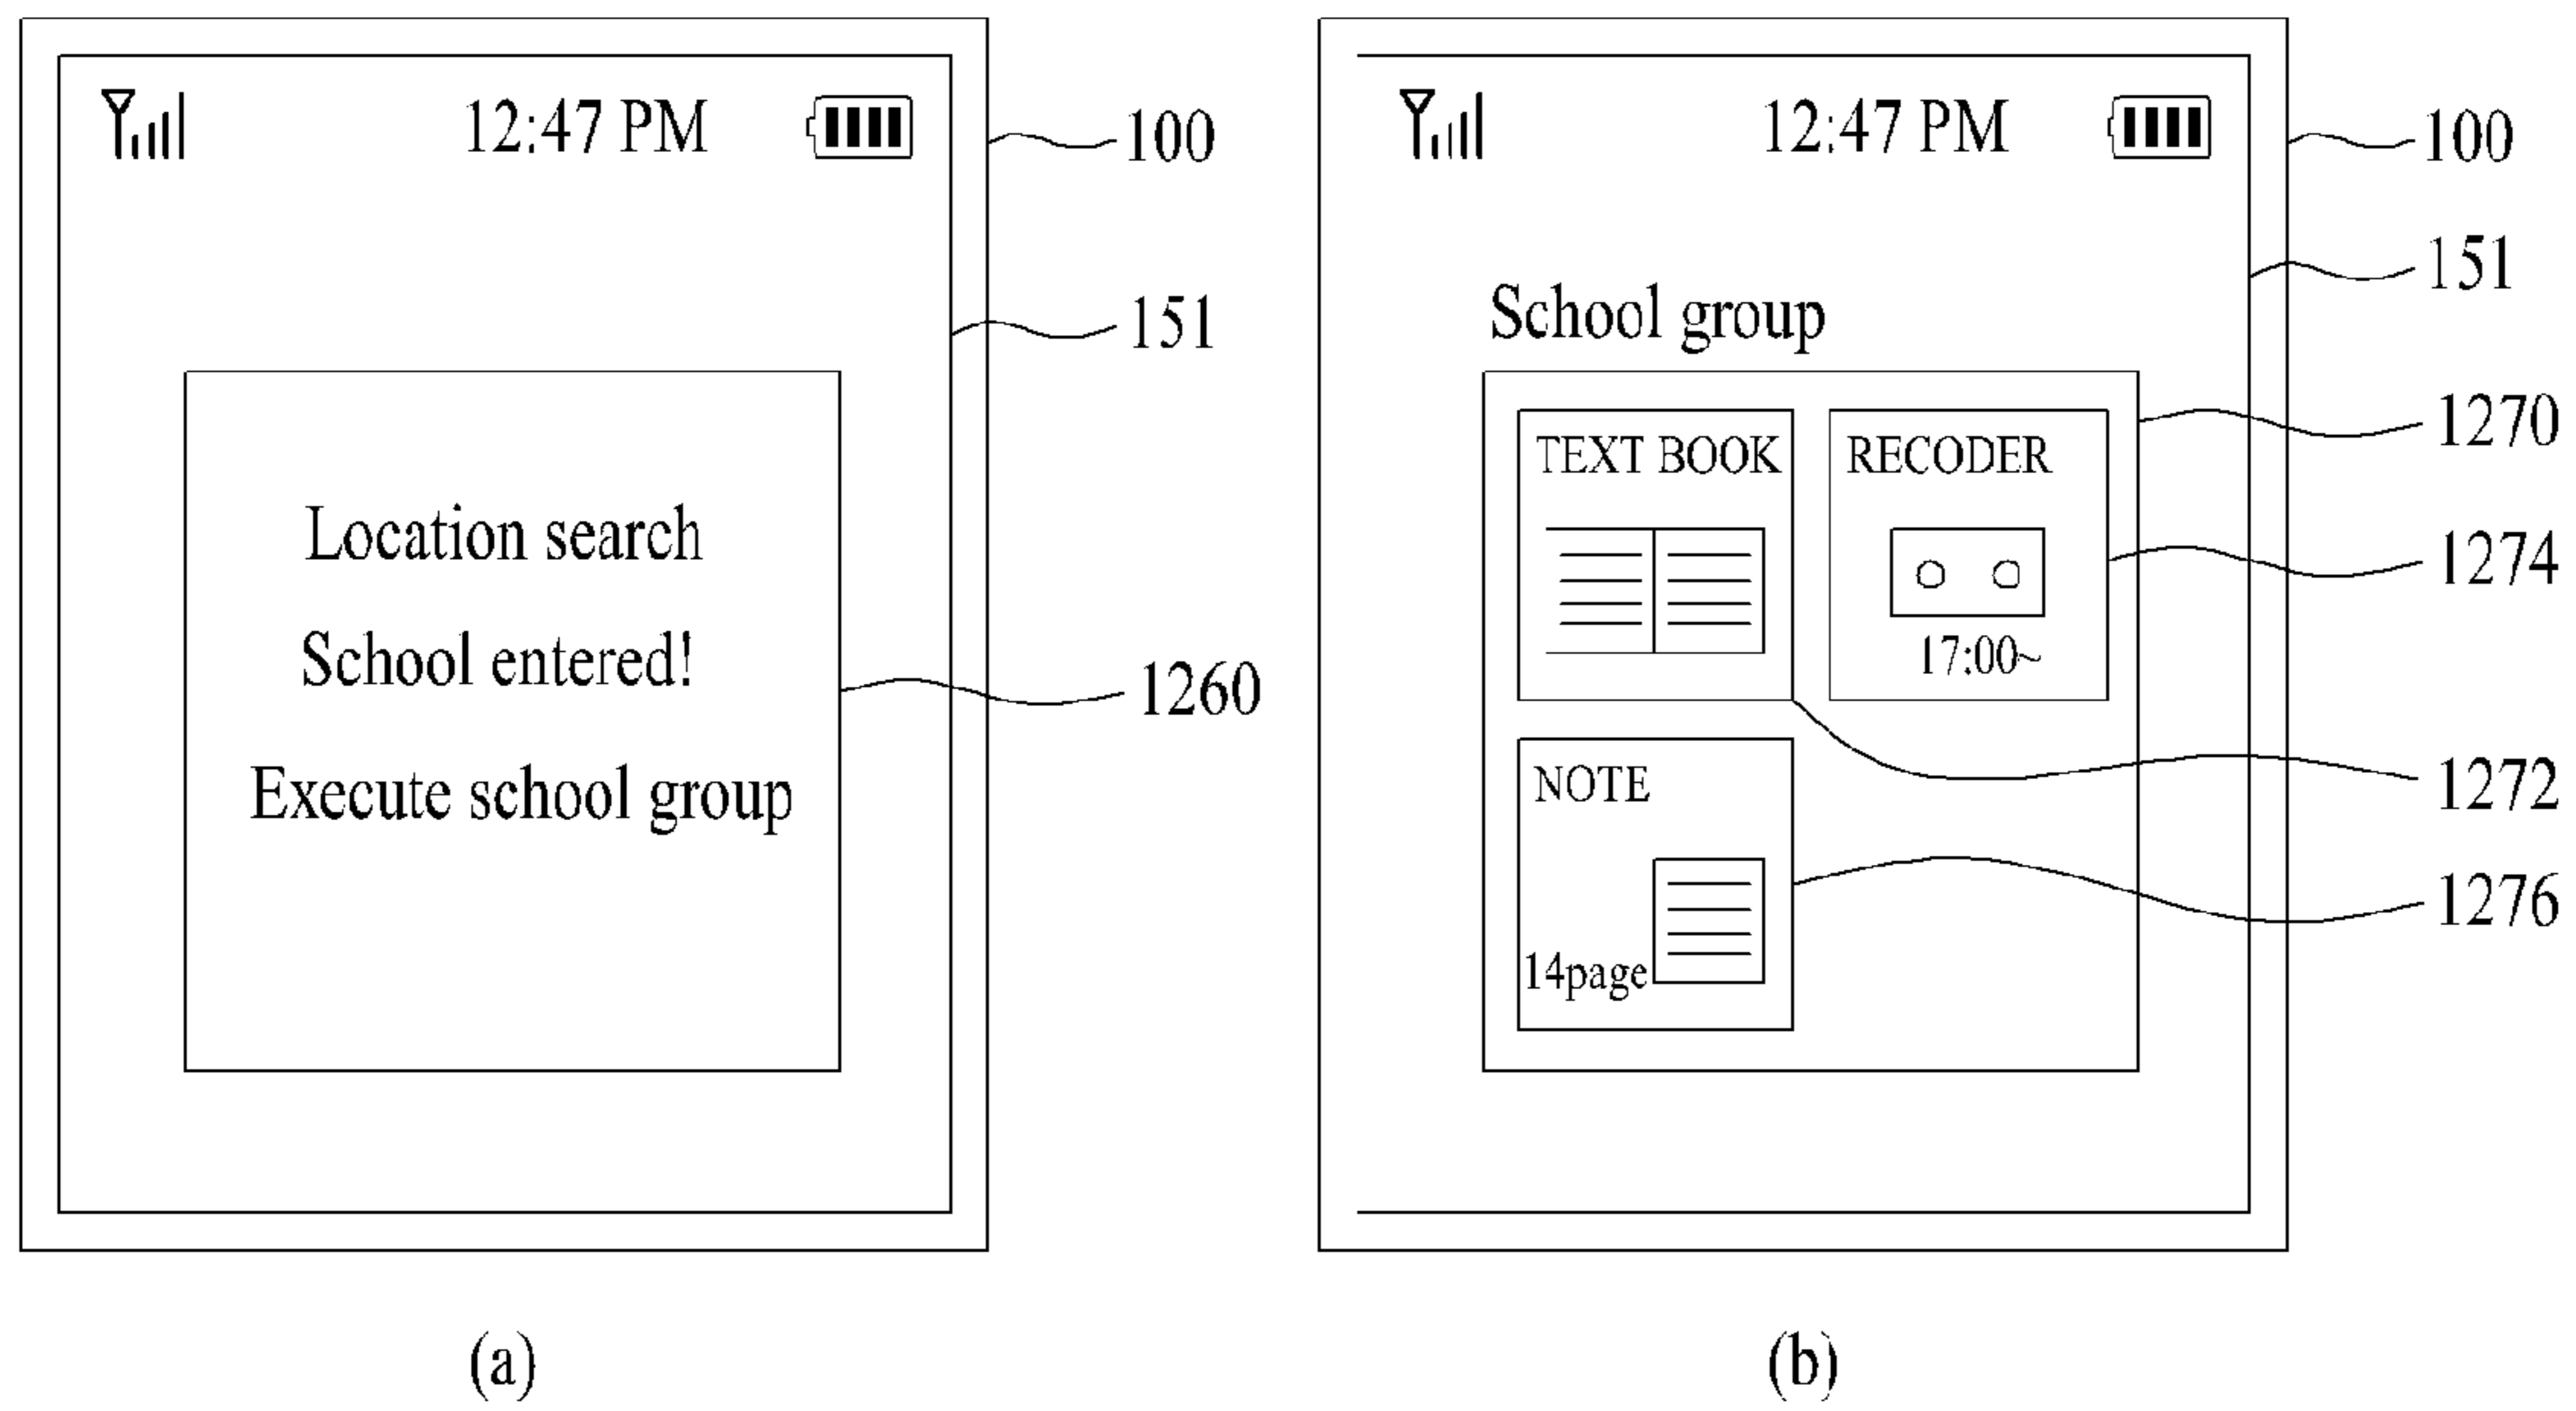 12:47 PM
100
151
Location search
School entered!
Execute school group
1260
(a)
12:47 PM
100
151
School group
1270
TEXT BOOK
RECODER
1274
17:00~
1272
NOTE
1276
14page
(b)